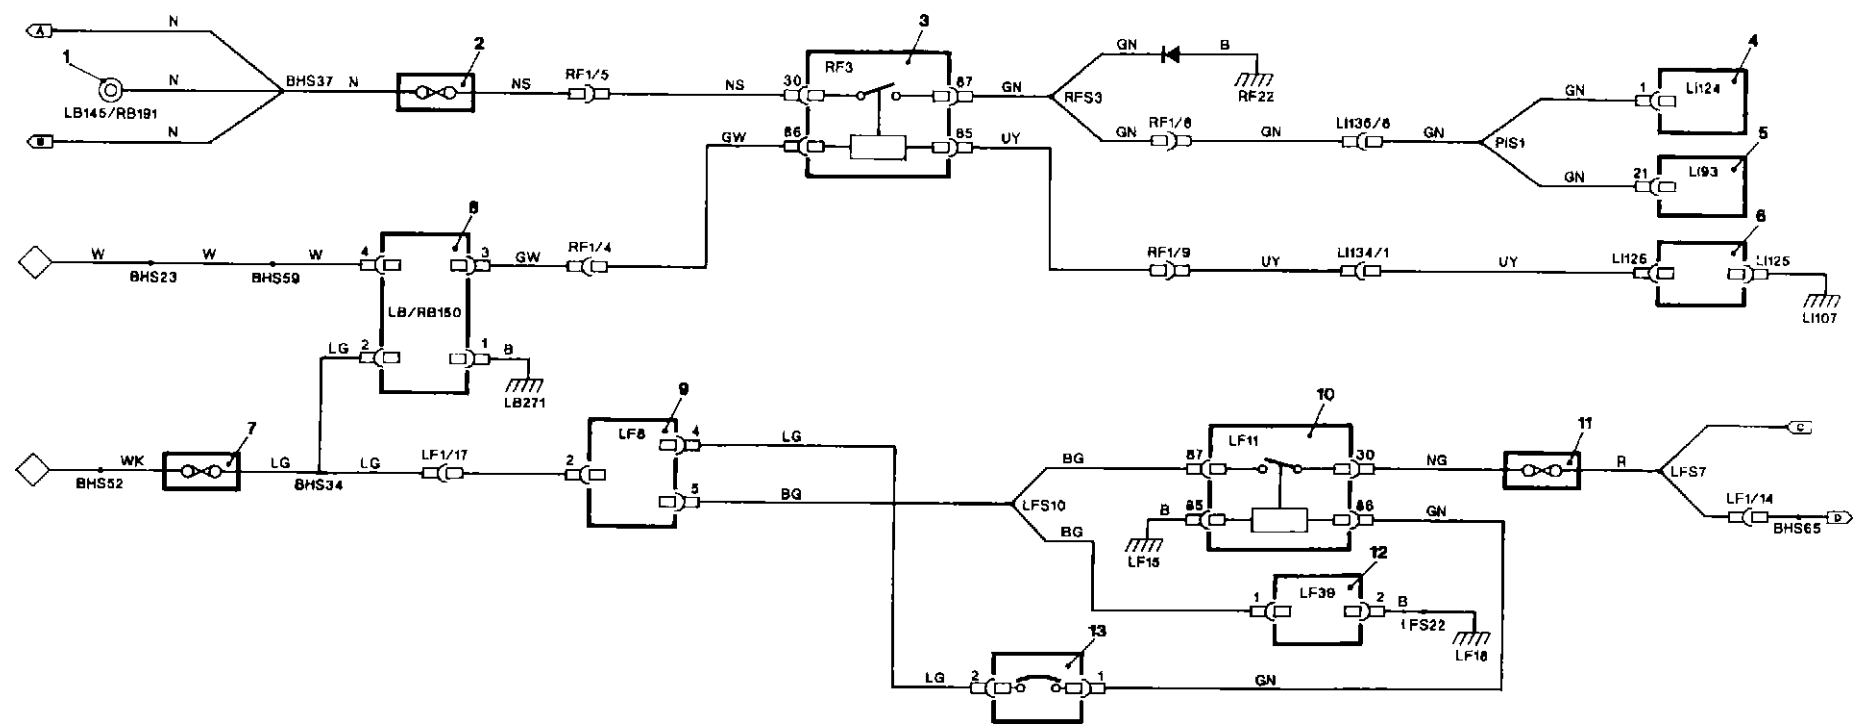 A N
1
LB145/RB191
N
B N
BHS37 N
2
NS RF1/5 NS
3
RF3
30 87
86 85
GN
RFS3
GN B
RF22
GN RF1/8 GN LI136/8 GN
PIS1
GN 1 LI124
4
GN 21 LI93
5
GW
UY
RF1/9 UY LI134/1 UY LI126 LI125
6
LI107
W BHS23 W BHS59 W 4
8
3 GW RF1/4
LB/RB150
LG 2 1 B
LB271
BHS52 WK
7
LG BHS34 LG LF1/17 2
9
LF8
4 LG
5 BG
LFS10
BG
BG
10
LF11
87 30
85 86
B
LF15
NG
11
R
LFS7
C
LF1/14
BHS65
D
GN
12
LF39
1 2 B
LFS22
LF18
13
LG 2 1 GN